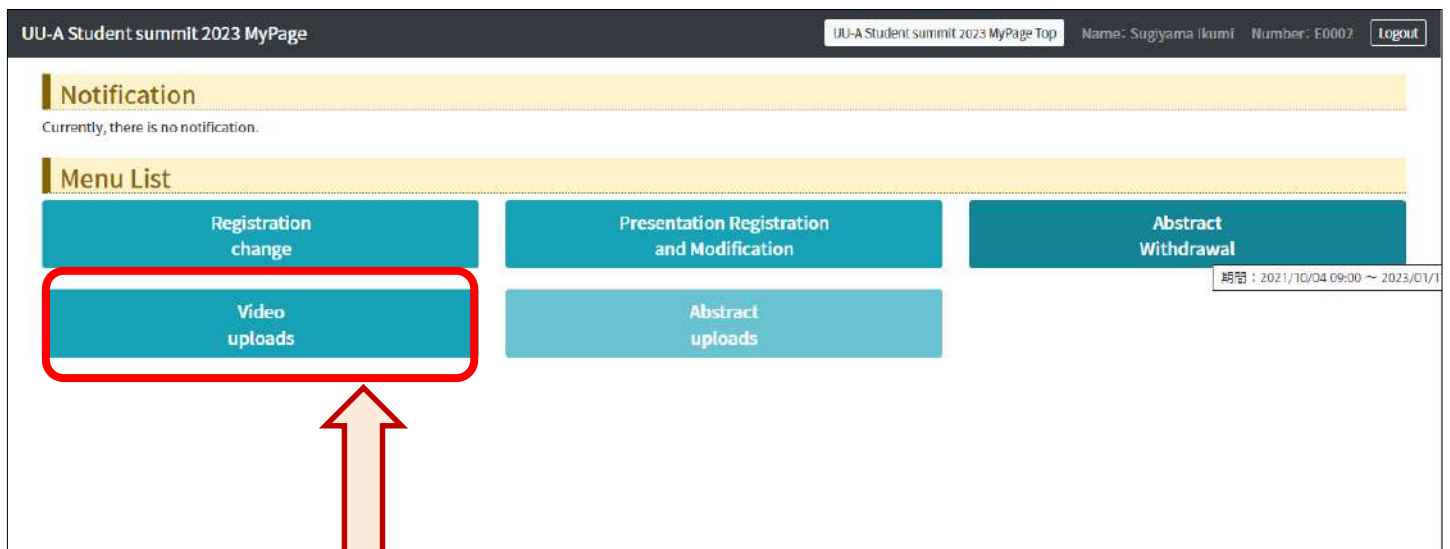 UU-A Student summit 2023 MyPage
UU-A Student summit 2023 MyPage Top
Name: Sugiyama Ikumi
Number: E0002
Logout
Notification
Currently, there is no notification.
Menu List
Registration
change
Presentation Registration
and Modification
Abstract
Withdrawal
期間：2021/10/04 09:00 ～ 2023/01/1
Video
uploads
Abstract
uploads